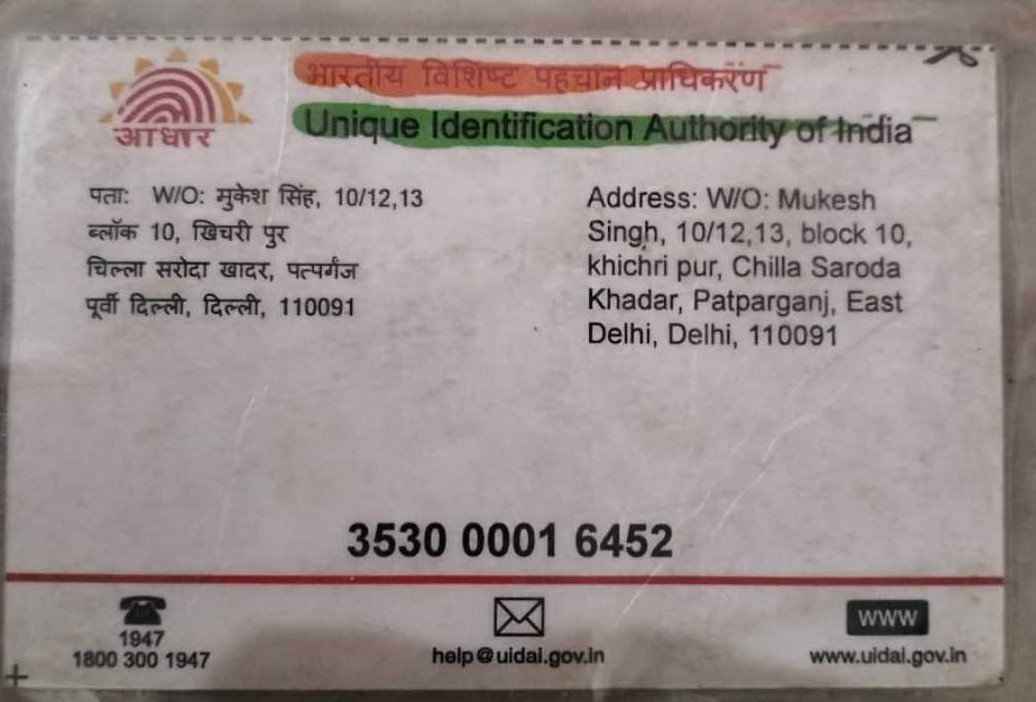 आधार
भारतीय विशिष्ट पहचान प्राधिकरण
Unique Identification Authority of India
पता: W/O: मुकेश सिंह, 10/12,13
ब्लॉक 10, खिचरी पुर
चिल्ला सरोदा खादर, पत्पर्गंज
पूर्वी दिल्ली, दिल्ली, 110091
Address: W/O: Mukesh
Singh, 10/12,13, block 10,
khichri pur, Chilla Saroda
Khadar, Patparganj, East
Delhi, Delhi, 110091
3530 0001 6452
1947
1800 300 1947
help@uidai.gov.in
WWW
www.uidai.gov.in